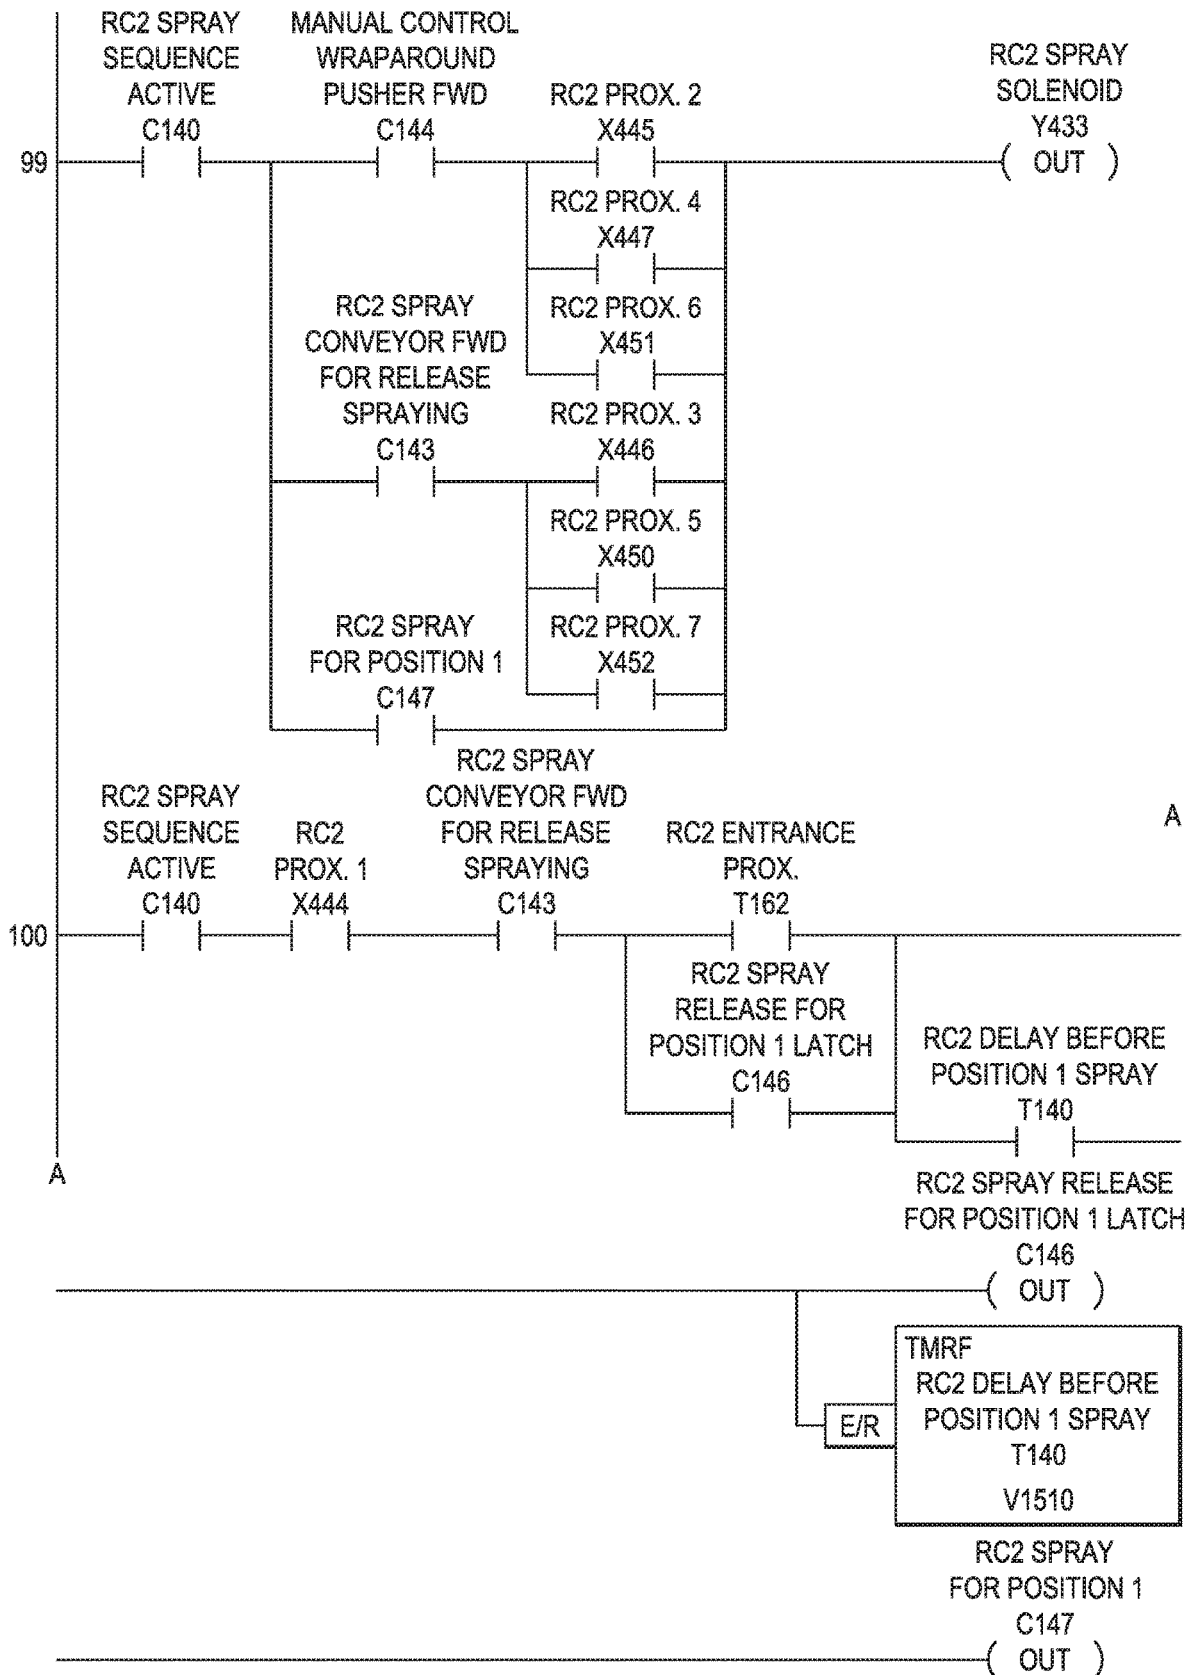 RC2 SPRAY
SEQUENCE
ACTIVE
C140
MANUAL CONTROL
WRAPAROUND
PUSHER FWD
C144
RC2 PROX. 2
X445
RC2 SPRAY
SOLENOID
Y433
( OUT )
99
RC2 PROX. 4
X447
RC2 PROX. 6
X451
RC2 SPRAY
CONVEYOR FWD
FOR RELEASE
SPRAYING
C143
RC2 PROX. 3
X446
RC2 PROX. 5
X450
RC2 PROX. 7
X452
RC2 SPRAY
FOR POSITION 1
C147
RC2 SPRAY
SEQUENCE
ACTIVE
C140
RC2
PROX. 1
X444
RC2 SPRAY
CONVEYOR FWD
FOR RELEASE
SPRAYING
C143
RC2 ENTRANCE
PROX.
T162
A
100
RC2 SPRAY
RELEASE FOR
POSITION 1 LATCH
C146
RC2 DELAY BEFORE
POSITION 1 SPRAY
T140
A
RC2 SPRAY RELEASE
FOR POSITION 1 LATCH
C146
( OUT )
E/R
TMRF
RC2 DELAY BEFORE
POSITION 1 SPRAY
T140
V1510
RC2 SPRAY
FOR POSITION 1
C147
( OUT )